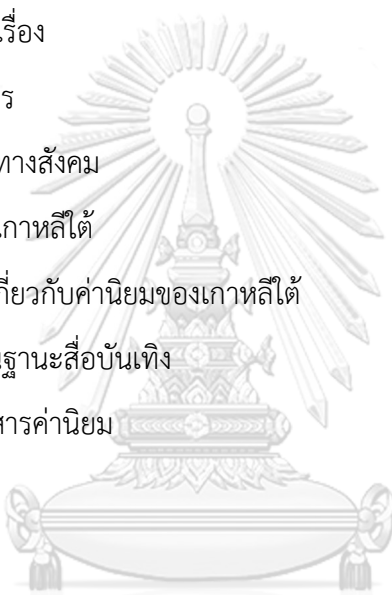 เรื่อง
ร
ทางสังคม
เกาหลีใต้
กี่ยวกับค่านิยมของเกาหลีใต้
นฐานะสื่อบันเทิง
สารค่านิยม